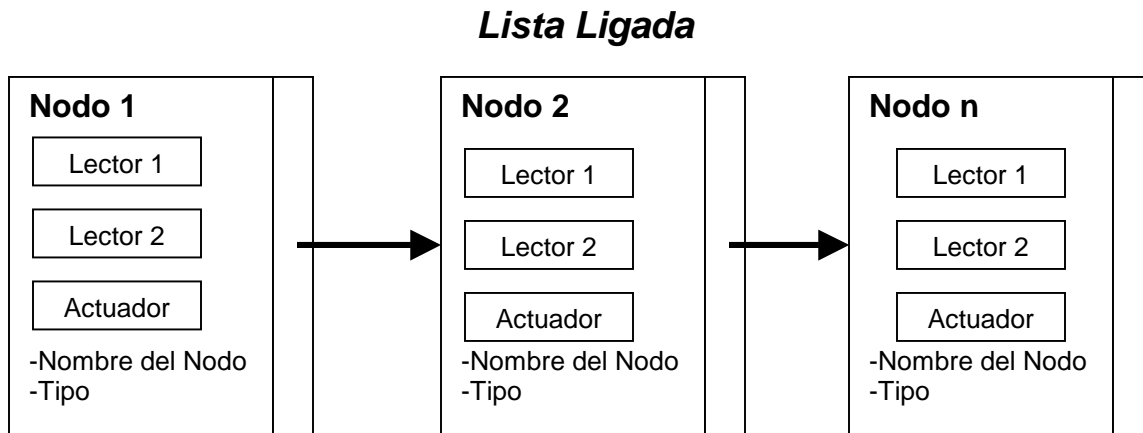 Lista Ligada
Nodo 1
Lector 1
Lector 2
Actuador
-Nombre del Nodo
-Tipo
Nodo 2
Lector 1
Lector 2
Actuador
-Nombre del Nodo
-Tipo
Nodo n
Lector 1
Lector 2
Actuador
-Nombre del Nodo
-Tipo